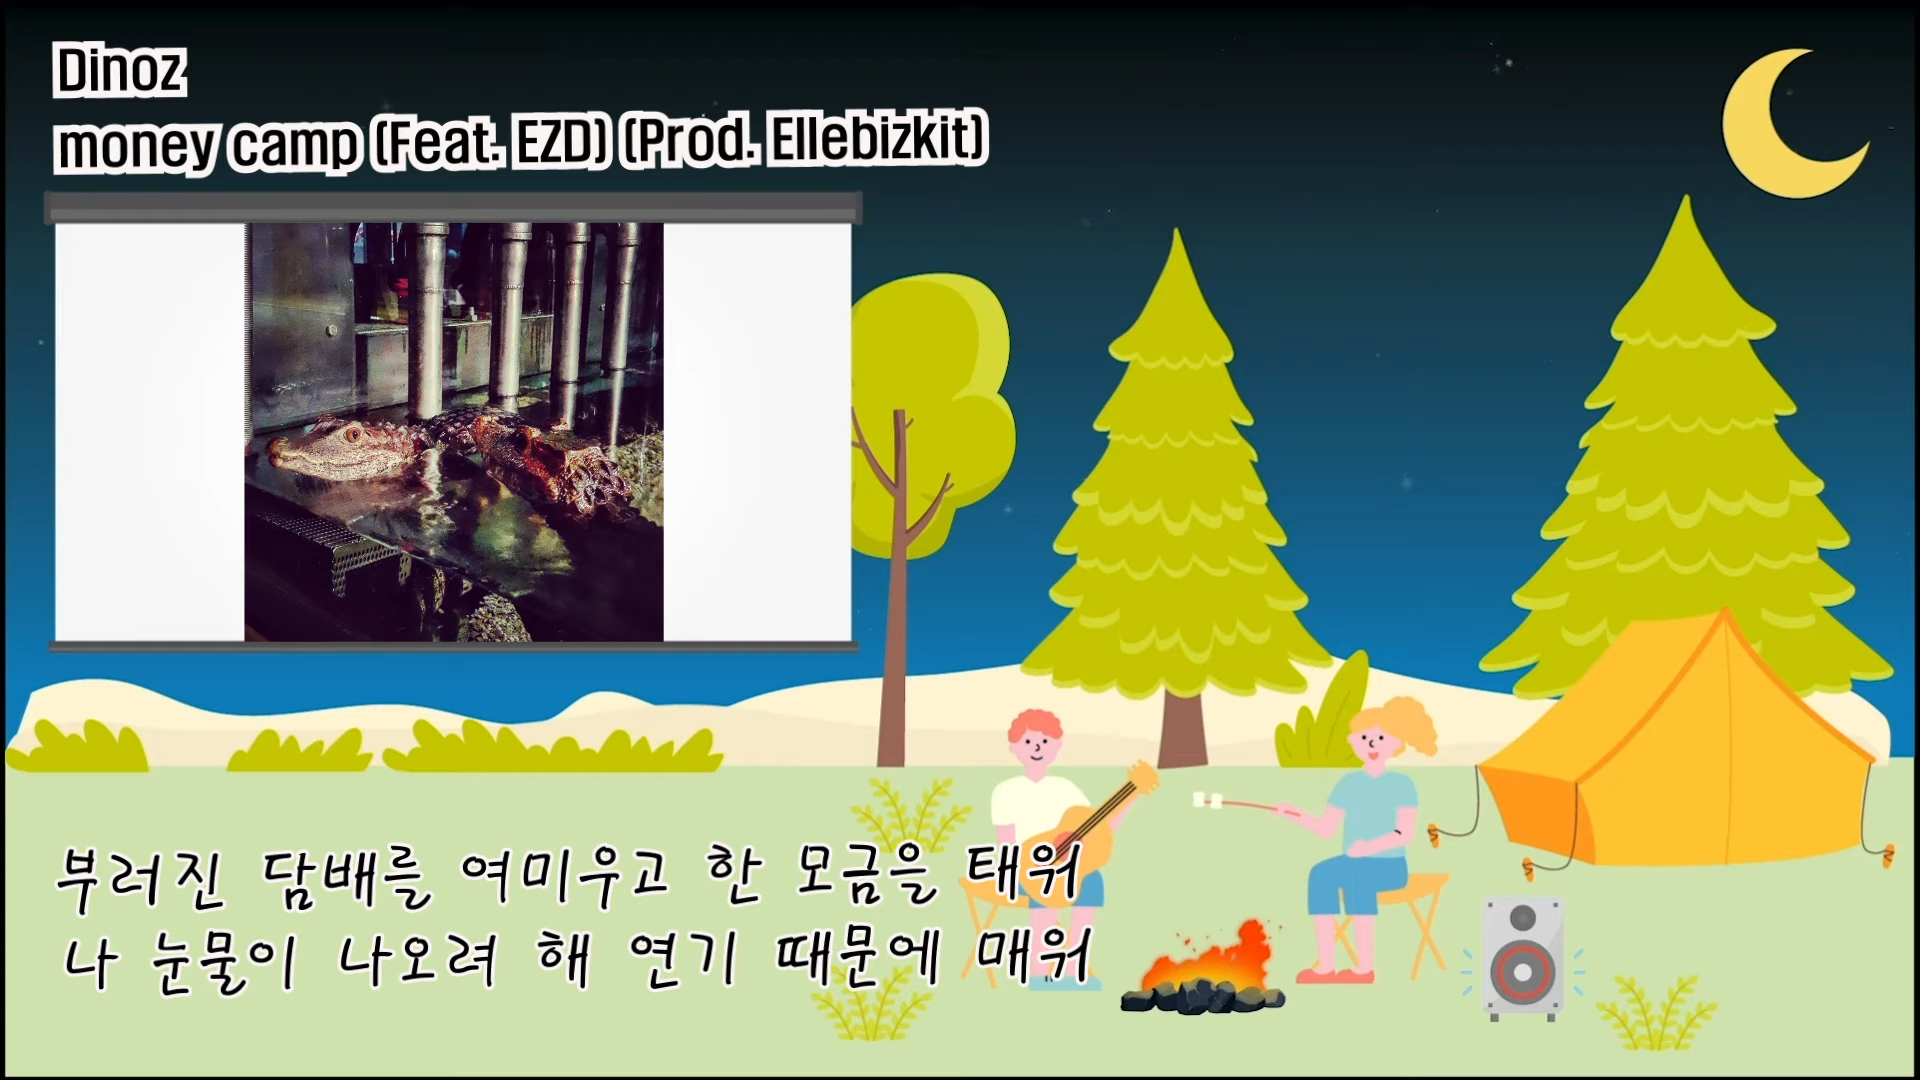 Dinoz
money camp (Feat. EZD) (Prod. Ellebizkit)
부러진 담배를 여미우고 한 모금을 태워
나 눈물이 나오려 해 연기 때문에 매워